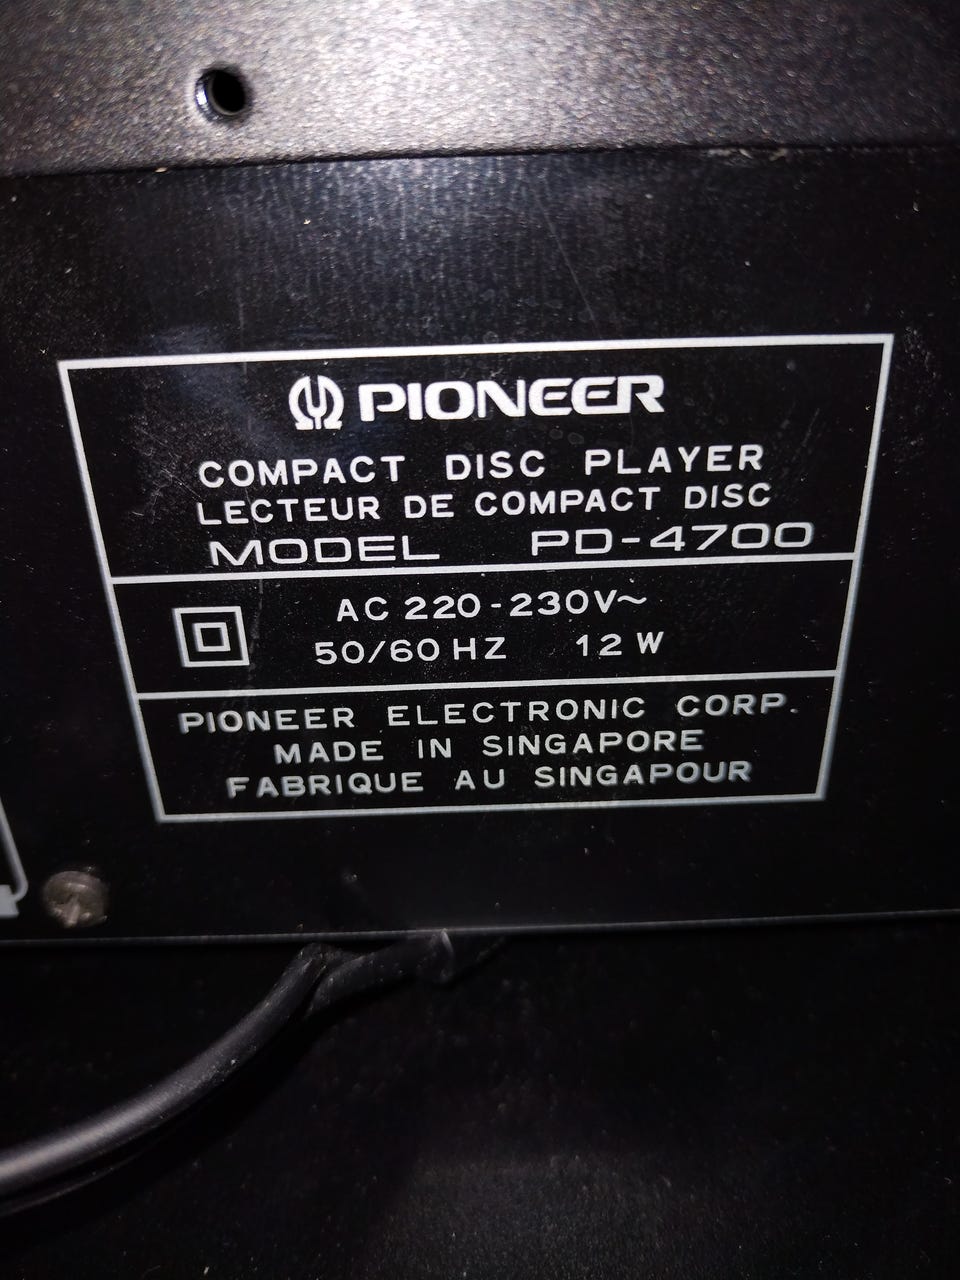 PIONEER
COMPACT DISC PLAYER
LECTEUR DE COMPACT DISC
MODEL PD-4700
AC 220-230V~
50/60 HZ 12 W
PIONEER ELECTRONIC CORP.
MADE IN SINGAPORE
FABRIQUE AU SINGAPOUR